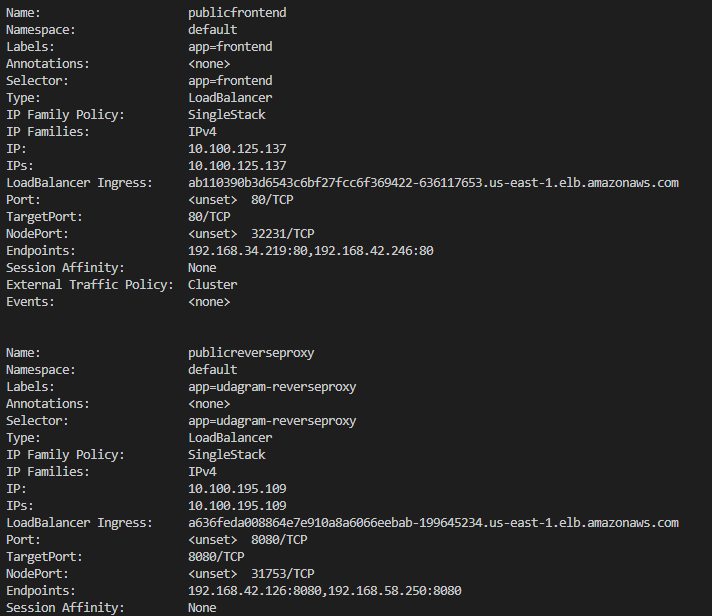 Name: publicfrontend
Namespace: default
Labels: app=frontend
Annotations: <none>
Selector: app=frontend
Type: LoadBalancer
IP Family Policy: SingleStack
IP Families: IPv4
IP: 10.100.125.137
IPs: 10.100.125.137
LoadBalancer Ingress: ab110390b3d6543c6bf27fcc6f369422-636117653.us-east-1.elb.amazonaws.com
Port: <unset> 80/TCP
TargetPort: 80/TCP
NodePort: <unset> 32231/TCP
Endpoints: 192.168.34.219:80,192.168.42.246:80
Session Affinity: None
External Traffic Policy: Cluster
Events: <none>
Name: publicreverseproxy
Namespace: default
Labels: app=udagram-reverseproxy
Annotations: <none>
Selector: app=udagram-reverseproxy
Type: LoadBalancer
IP Family Policy: SingleStack
IP Families: IPv4
IP: 10.100.195.109
IPs: 10.100.195.109
LoadBalancer Ingress: a636feda008864e7e910a8a6066eebab-199645234.us-east-1.elb.amazonaws.com
Port: <unset> 8080/TCP
TargetPort: 8080/TCP
NodePort: <unset> 31753/TCP
Endpoints: 192.168.42.126:8080,192.168.58.250:8080
Session Affinity: None